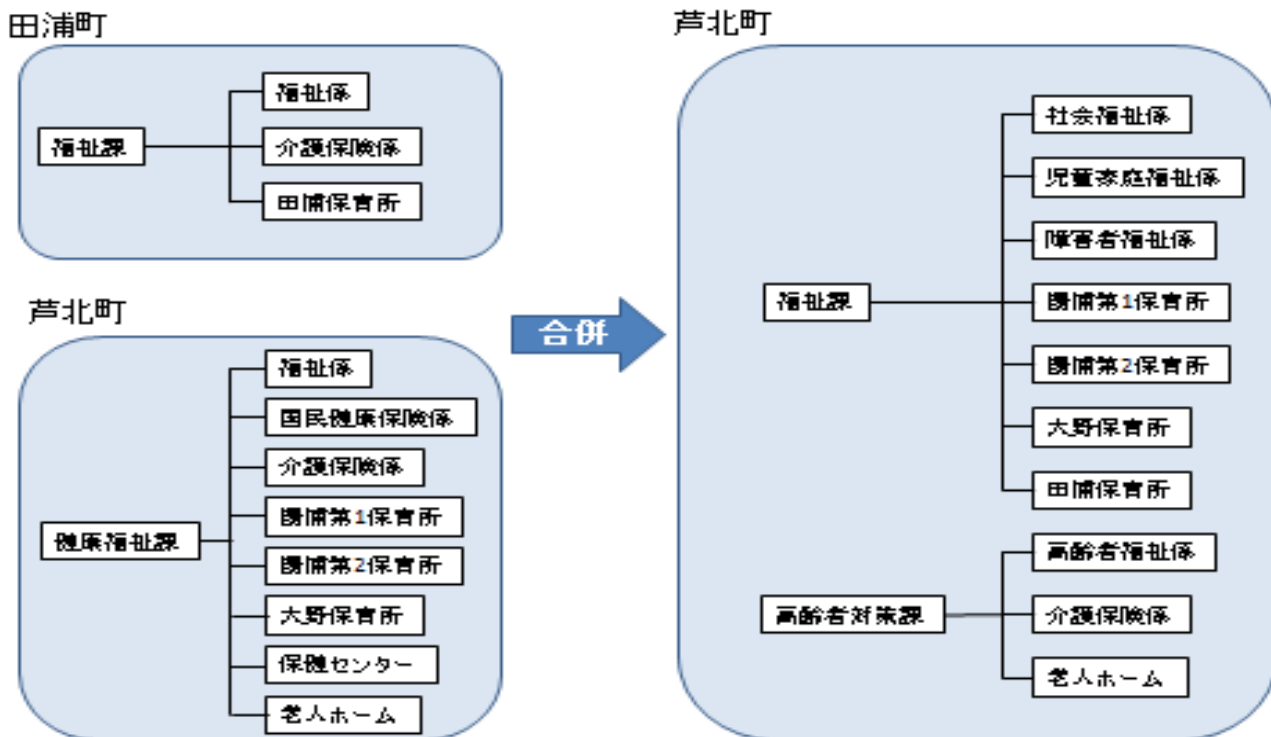 田浦町
福祉課
福祉係
介護保険係
田浦保育所
芦北町
健康福祉課
福祉係
国民健康保険係
介護保険係
湯浦第1保育所
湯浦第2保育所
大野保育所
保健センター
老人ホーム
合併
芦北町
福祉課
社会福祉係
児童家庭福祉係
障害者福祉係
湯浦第1保育所
湯浦第2保育所
大野保育所
田浦保育所
高齢者対策課
高齢者福祉係
介護保険係
老人ホーム